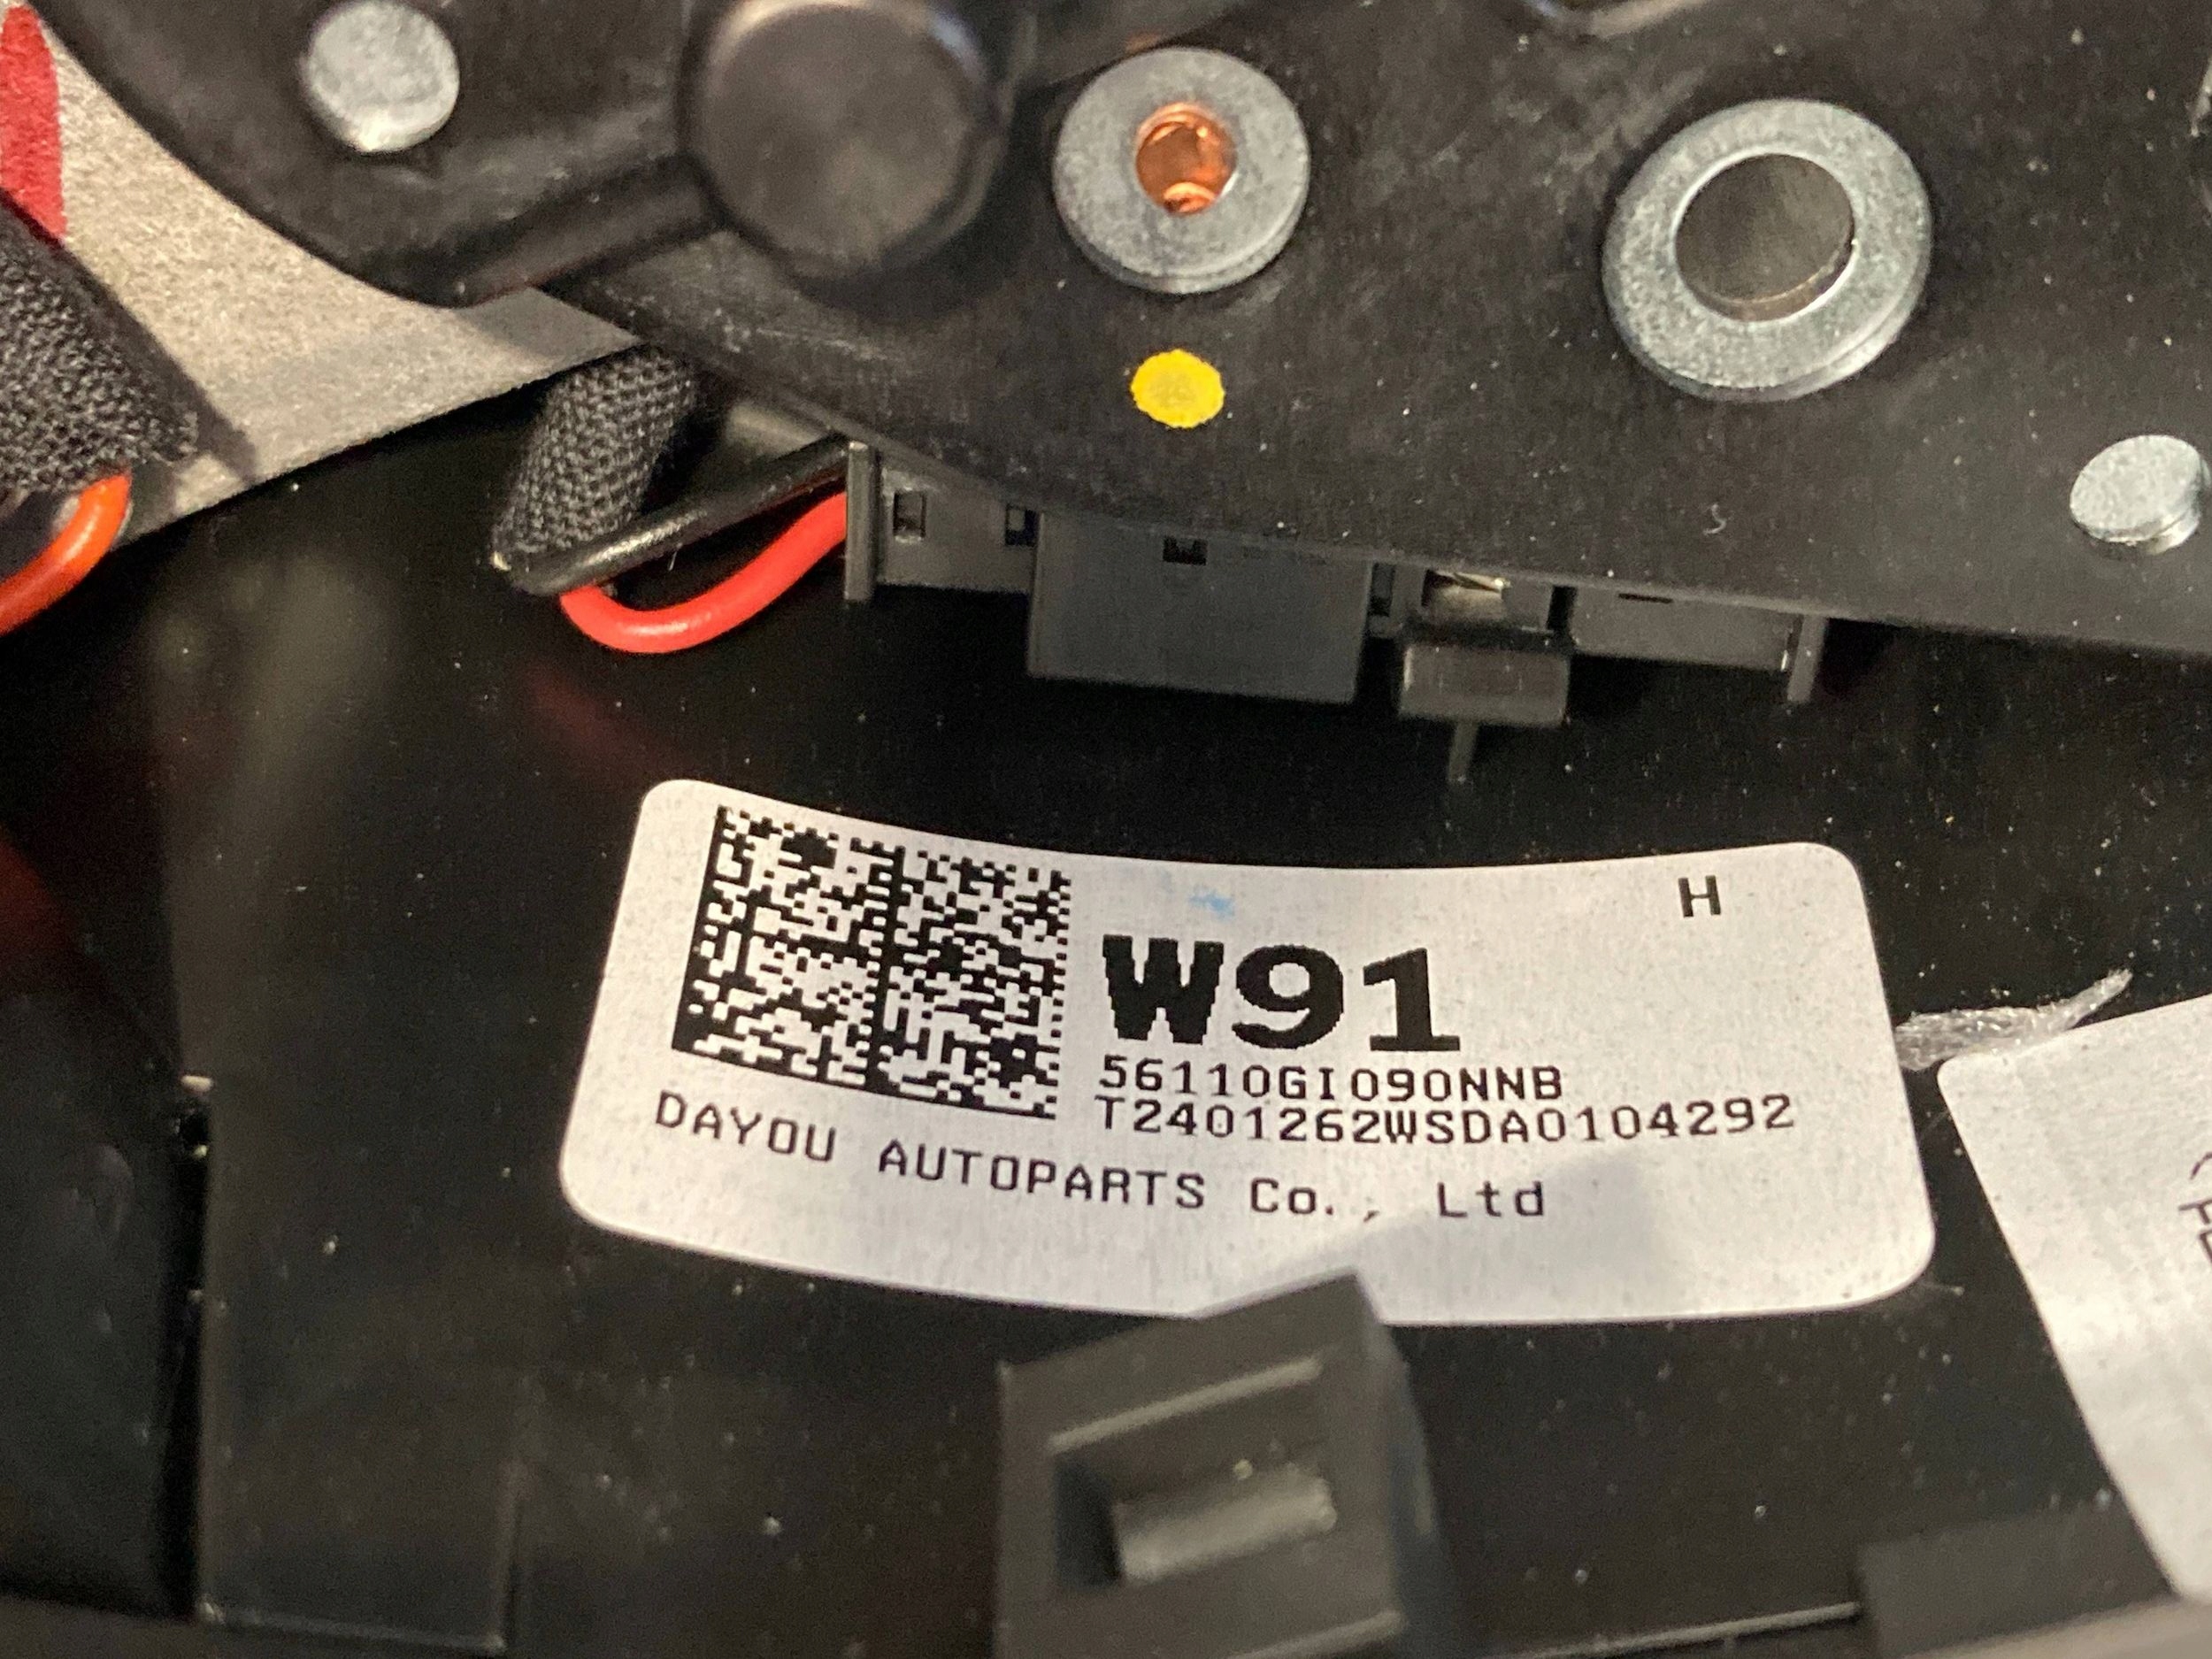 H
W91
56110GI090NNB
T2401262WSDA0104292
DAYOU AUTOPARTS Co., Ltd